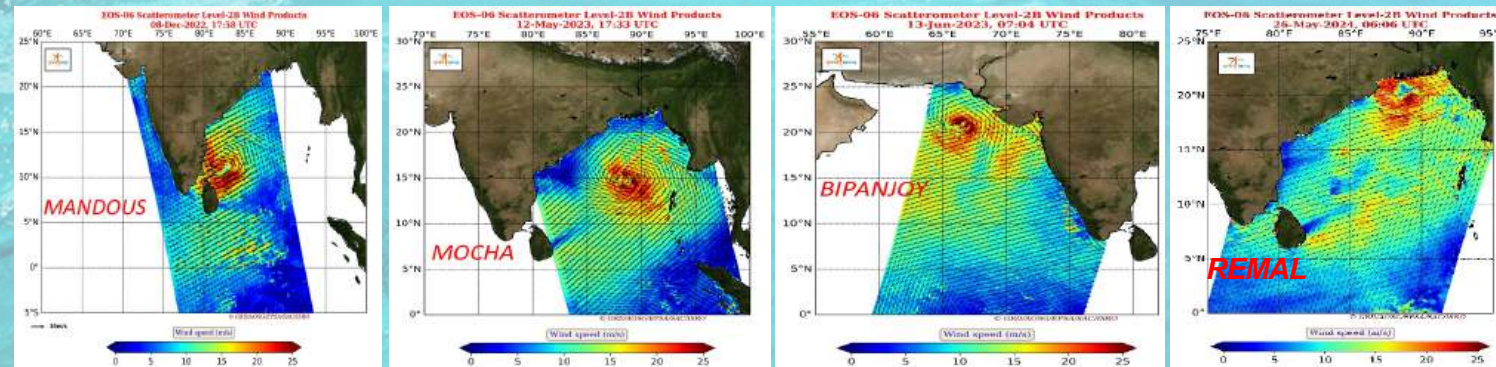 EOS-06 Scatterometer Level-2B Wind Products
08-Dec-2022, 17:38 UTC
60°E 65°E 70°E 75°E 80°E 85°E 90°E 95°E 100°E
25°N
20°N
15°N
10°N
5°N
0°
5°S
MANDOUS
Wind speed (m/s)
0 5 10 15 20 25
EOS-06 Scatterometer Level-2B Wind Products
12-May-2023, 17:33 UTC
70°E 75°E 80°E 85°E 90°E 95°E 100°E
30°N
25°N
20°N
15°N
10°N
5°N
0°
MOCHA
Wind speed (m/s)
0 5 10 15 20 25
EOS-06 Scatterometer Level-2B Wind Products
13-Jun-2023, 07:04 UTC
55°E 60°E 65°E 70°E 75°E 80°E
30°N
25°N
20°N
15°N
10°N
5°N
0°
BIPANJOY
Wind speed (m/s)
0 5 10 15 20 25
EOS-06 Scatterometer Level-2B Wind Products
26-May-2024, 06:06 UTC
75°E 80°E 85°E 90°E 95°E
25°N
20°N
15°N
10°N
5°N
0°
REMAL
Wind speed (m/s)
0 5 10 15 20 25